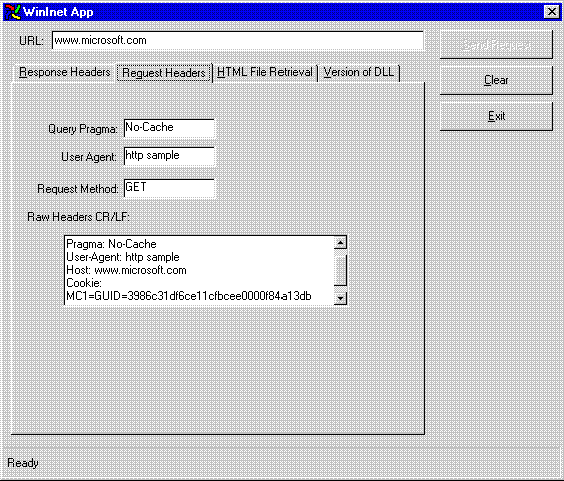 WinInet App
URL: www.microsoft.com
Send Request
Response Headers Request Headers HTML File Retrieval Version of DLL
Clear
Exit
Query Pragma: No-Cache
User Agent: http sample
Request Method: GET
Raw Headers CR/LF:
Pragma: No-Cache
User-Agent: http sample
Host: www.microsoft.com
Cookie:
MC1=GUID=3986c31df6ce11cfbcee0000f84a13db
Ready